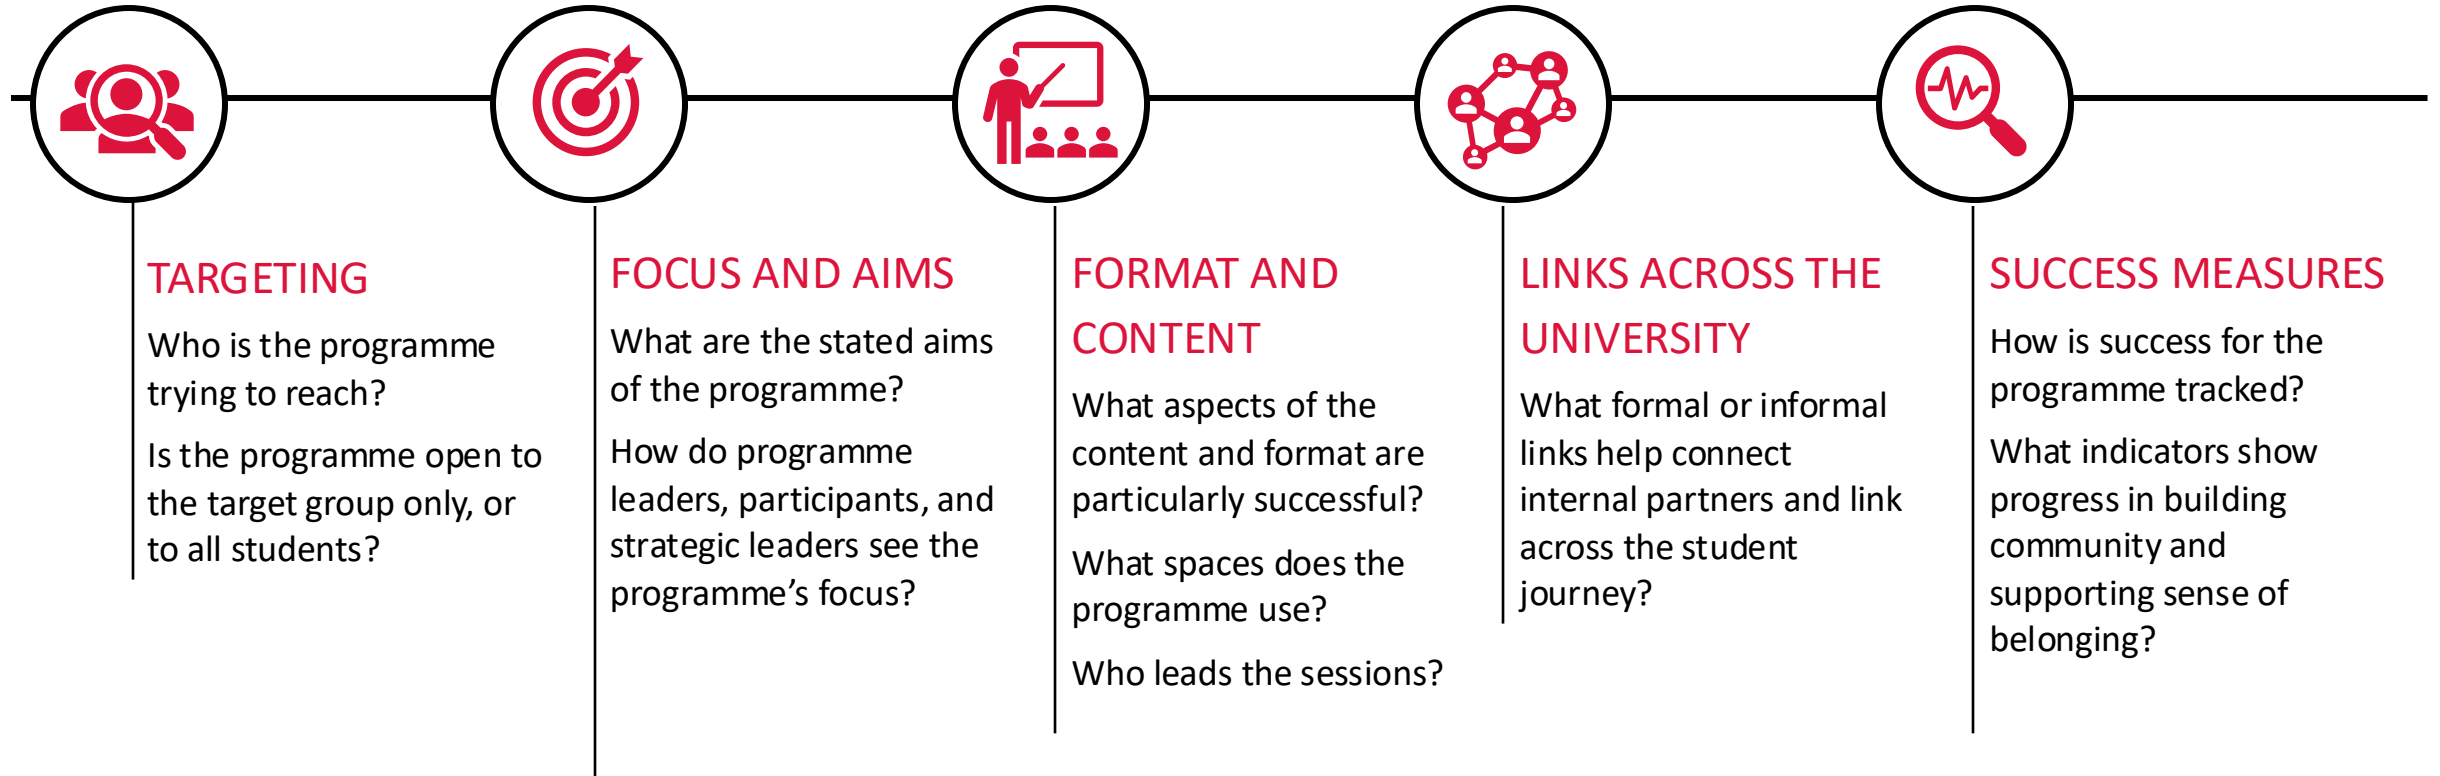 TARGETING
Who is the programme
trying to reach?
Is the programme open to
the target group only, or
to all students?
FOCUS AND AIMS
What are the stated aims
of the programme?
How do programme
leaders, participants, and
strategic leaders see the
programme’s focus?
FORMAT AND
CONTENT
What aspects of the
content and format are
particularly successful?
What spaces does the
programme use?
Who leads the sessions?
LINKS ACROSS THE
UNIVERSITY
What formal or informal
links help connect
internal partners and link
across the student
journey?
SUCCESS MEASURES
How is success for the
programme tracked?
What indicators show
progress in building
community and
supporting sense of
belonging?